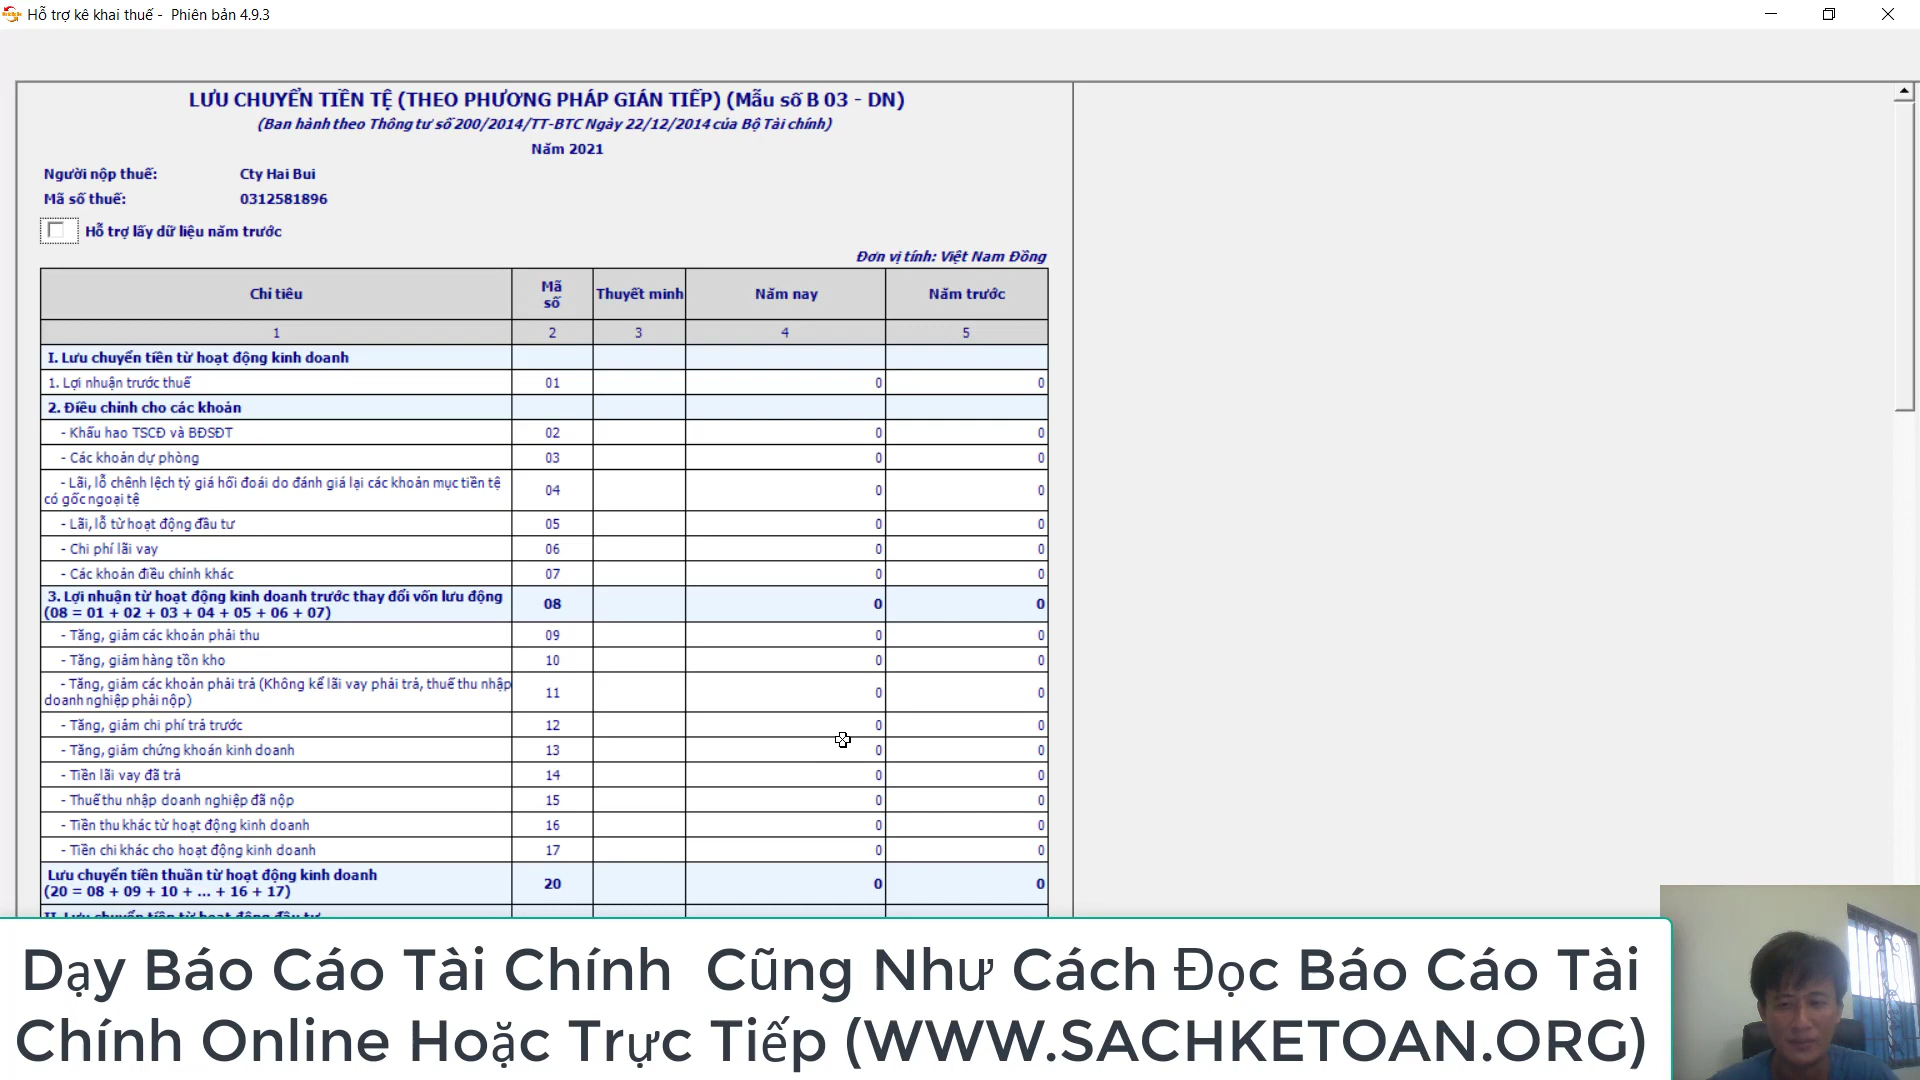 Hỗ trợ kê khai thuế - Phiên bản 4.9.3
LƯU CHUYỂN TIỀN TỆ (THEO PHƯƠNG PHÁP GIÁN TIẾP) (Mẫu số B 03 - DN)
(Ban hành theo Thông tư số 200/2014/TT-BTC Ngày 22/12/2014 của Bộ Tài chính)
Năm 2021
Người nộp thuế: Cty Hai Bui
Mã số thuế: 0312581896
Hỗ trợ lấy dữ liệu năm trước
Đơn vị tính: Việt Nam Đồng
Chỉ tiêu Mã số Thuyết minh Năm nay Năm trước
1 2 3 4 5
I. Lưu chuyển tiền từ hoạt động kinh doanh
1. Lợi nhuận trước thuế 01 0 0
2. Điều chỉnh cho các khoản
- Khấu hao TSCĐ và BĐSĐT 02 0 0
- Các khoản dự phòng 03 0 0
- Lãi, lỗ chênh lệch tỷ giá hối đoái do đánh giá lại các khoản mục tiền tệ
có gốc ngoại tệ 04 0 0
- Lãi, lỗ từ hoạt động đầu tư 05 0 0
- Chi phí lãi vay 06 0 0
- Các khoản điều chỉnh khác 07 0 0
3. Lợi nhuận từ hoạt động kinh doanh trước thay đổi vốn lưu động
(08 = 01 + 02 + 03 + 04 + 05 + 06 + 07) 08 0 0
- Tăng, giảm các khoản phải thu 09 0 0
- Tăng, giảm hàng tồn kho 10 0 0
- Tăng, giảm các khoản phải trả (Không kể lãi vay phải trả, thuế thu nhập
doanh nghiệp phải nộp) 11 0 0
- Tăng, giảm chi phí trả trước 12 0 0
- Tăng, giảm chứng khoán kinh doanh 13 0 0
- Tiền lãi vay đã trả 14 0 0
- Thuế thu nhập doanh nghiệp đã nộp 15 0 0
- Tiền thu khác từ hoạt động kinh doanh 16 0 0
- Tiền chi khác cho hoạt động kinh doanh 17 0 0
Lưu chuyển tiền thuần từ hoạt động kinh doanh
(20 = 08 + 09 + 10 + ... + 16 + 17) 20 0 0
II. Lưu chuyển tiền từ hoạt động đầu tư
Dạy Báo Cáo Tài Chính Cũng Như Cách Đọc Báo Cáo Tài
Chính Online Hoặc Trực Tiếp (WWW.SACHKETOAN.ORG)